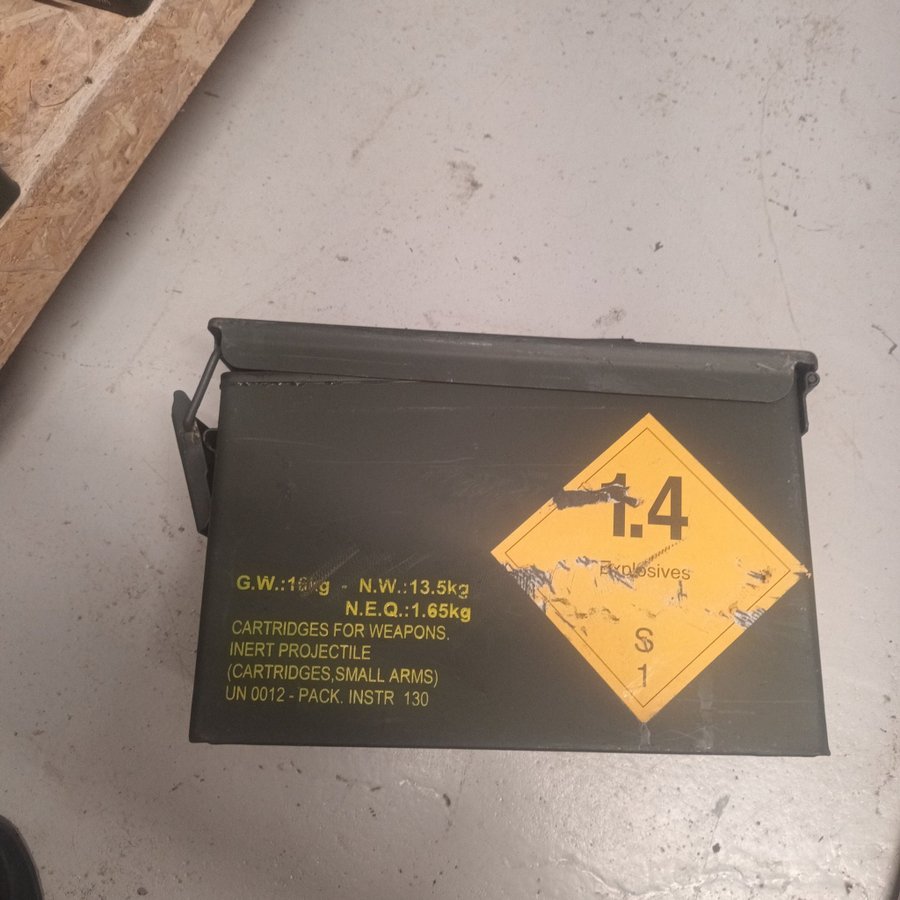 G.W.:16kg - N.W.:13.5kg
N.E.Q.:1.65kg
CARTRIDGES FOR WEAPONS.
INERT PROJECTILE
(CARTRIDGES,SMALL ARMS)
UN 0012 - PACK. INSTR 130
1.4
Explosives
S
1